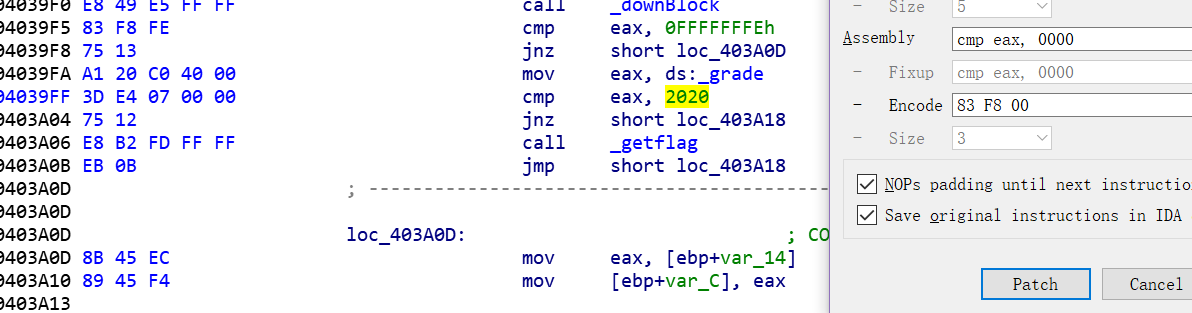 04039F0 E8 49 E5 FF FF call _downBlock
04039F5 83 F8 FE cmp eax, 0FFFFFFFEh
04039F8 75 13 jnz short loc_403A0D
04039FA A1 20 C0 40 00 mov eax, ds:_grade
04039FF 3D E4 07 00 00 cmp eax, 2020
0403A04 75 12 jnz short loc_403A18
0403A06 E8 B2 FD FF FF call _getflag
0403A0B EB 0B jmp short loc_403A18
0403A0D ; ---------------------------------------------
0403A0D
0403A0D loc_403A0D: ; CO
0403A0D 8B 45 EC mov eax, [ebp+var_14]
0403A10 89 45 F4 mov [ebp+var_C], eax
0403A13
- Size 5
Assembly cmp eax, 0000
- Fixup cmp eax, 0000
- Encode 83 F8 00
- Size 3
NOPs padding until next instructio
Save original instructions in IDA
Patch Cancel